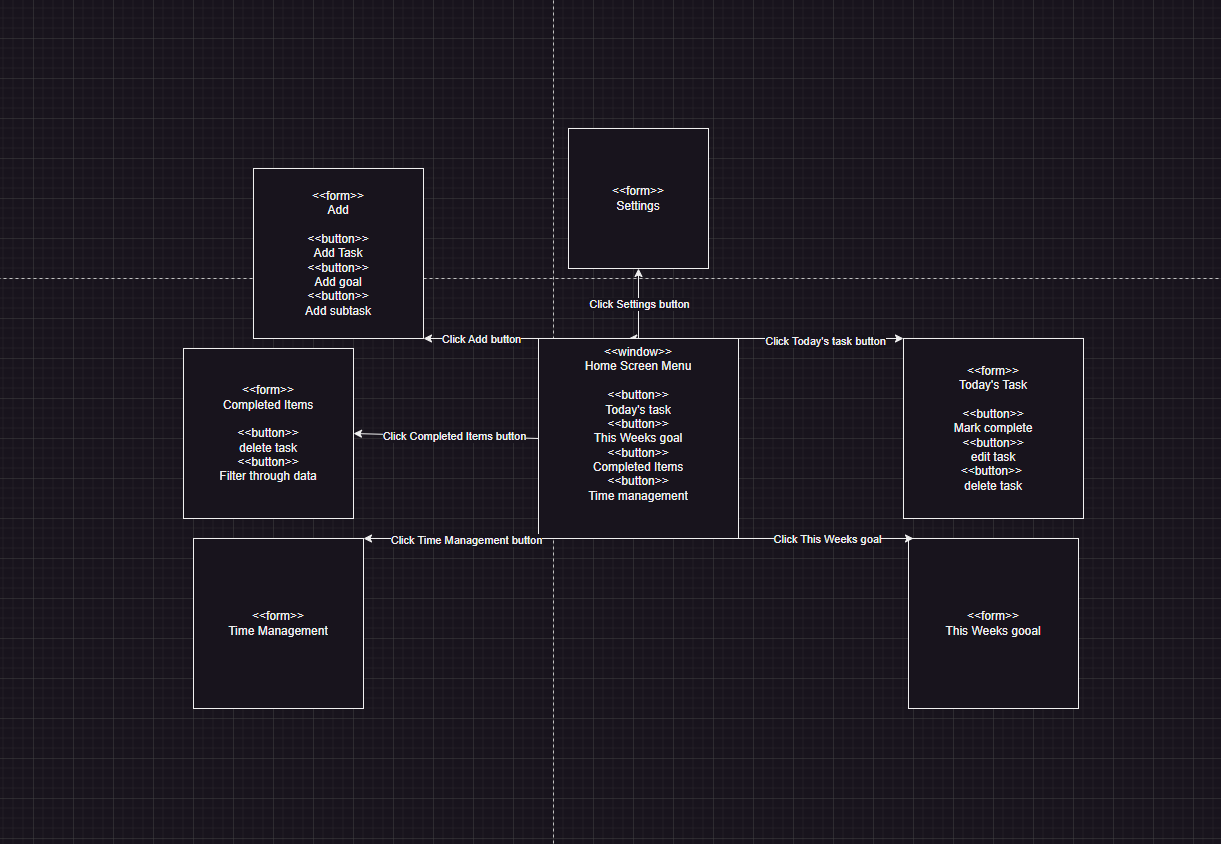 <<form>>
Settings
<<form>>
Add
<<button>>
Add Task
<<button>>
Add goal
<<button>>
Add subtask
Click Settings button
Click Add button
Click Today's task button
<<window>>
Home Screen Menu
<<button>>
Today's task
<<button>>
This Weeks goal
<<button>>
Completed Items
<<button>>
Time management
<<form>>
Completed Items
<<button>>
delete task
<<button>>
Filter through data
Click Completed Items button
<<form>>
Today's Task
<<button>>
Mark complete
<<button>>
edit task
<<button>>
delete task
Click Time Management button
Click This Weeks goal
<<form>>
Time Management
<<form>>
This Weeks gooal